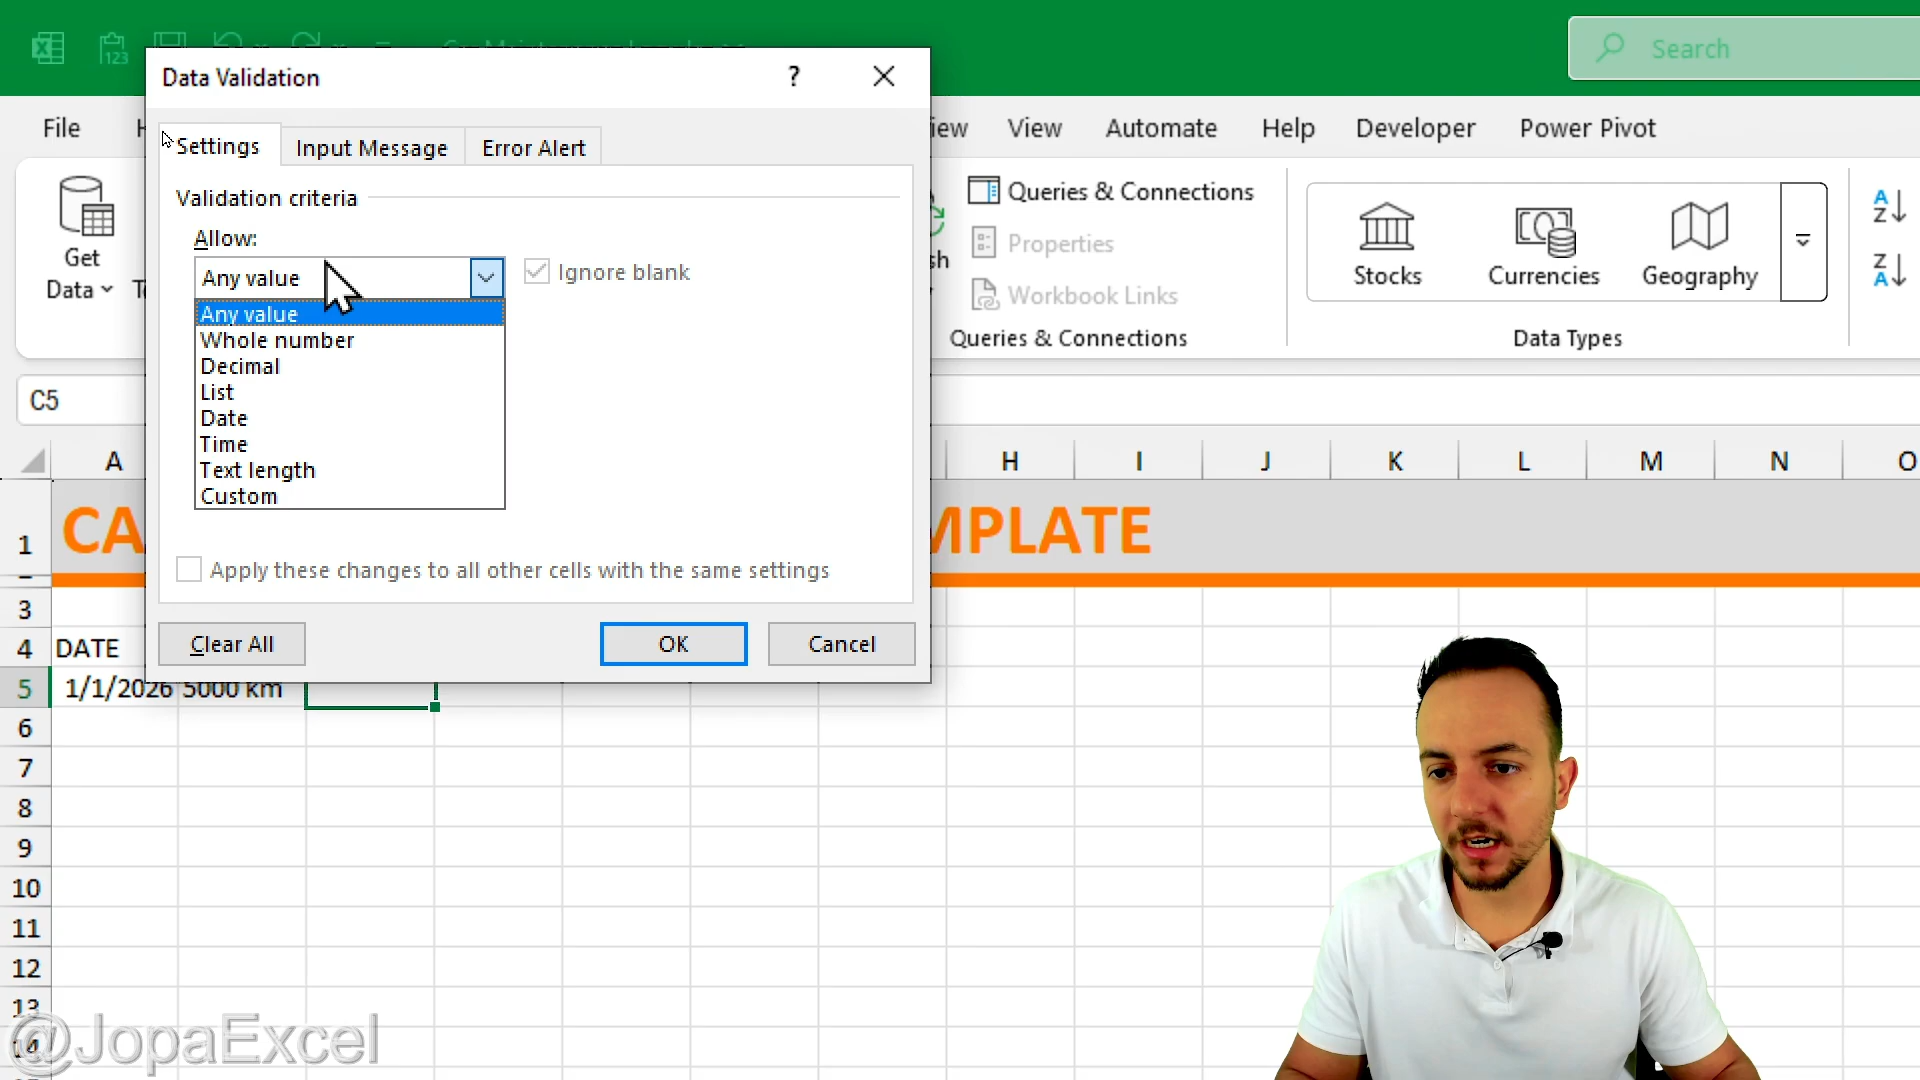 Search
Data Validation
?
File
View
Automate
Help
Developer
Power Pivot
Settings
Input Message
Error Alert
Validation criteria
Allow:
Any value
Ignore blank
Any value
Whole number
Decimal
List
Date
Time
Text length
Custom
Apply these changes to all other cells with the same settings
Clear All
OK
Cancel
Get
Data
Queries & Connections
Properties
Workbook Links
Queries & Connections
Stocks
Currencies
Geography
Data Types
C5
A H I J K L M N O
1
MPLATE
3
4 DATE
5 1/1/2026 5000 km
6
7
8
9
10
11
12
13
14
@JopaExcel